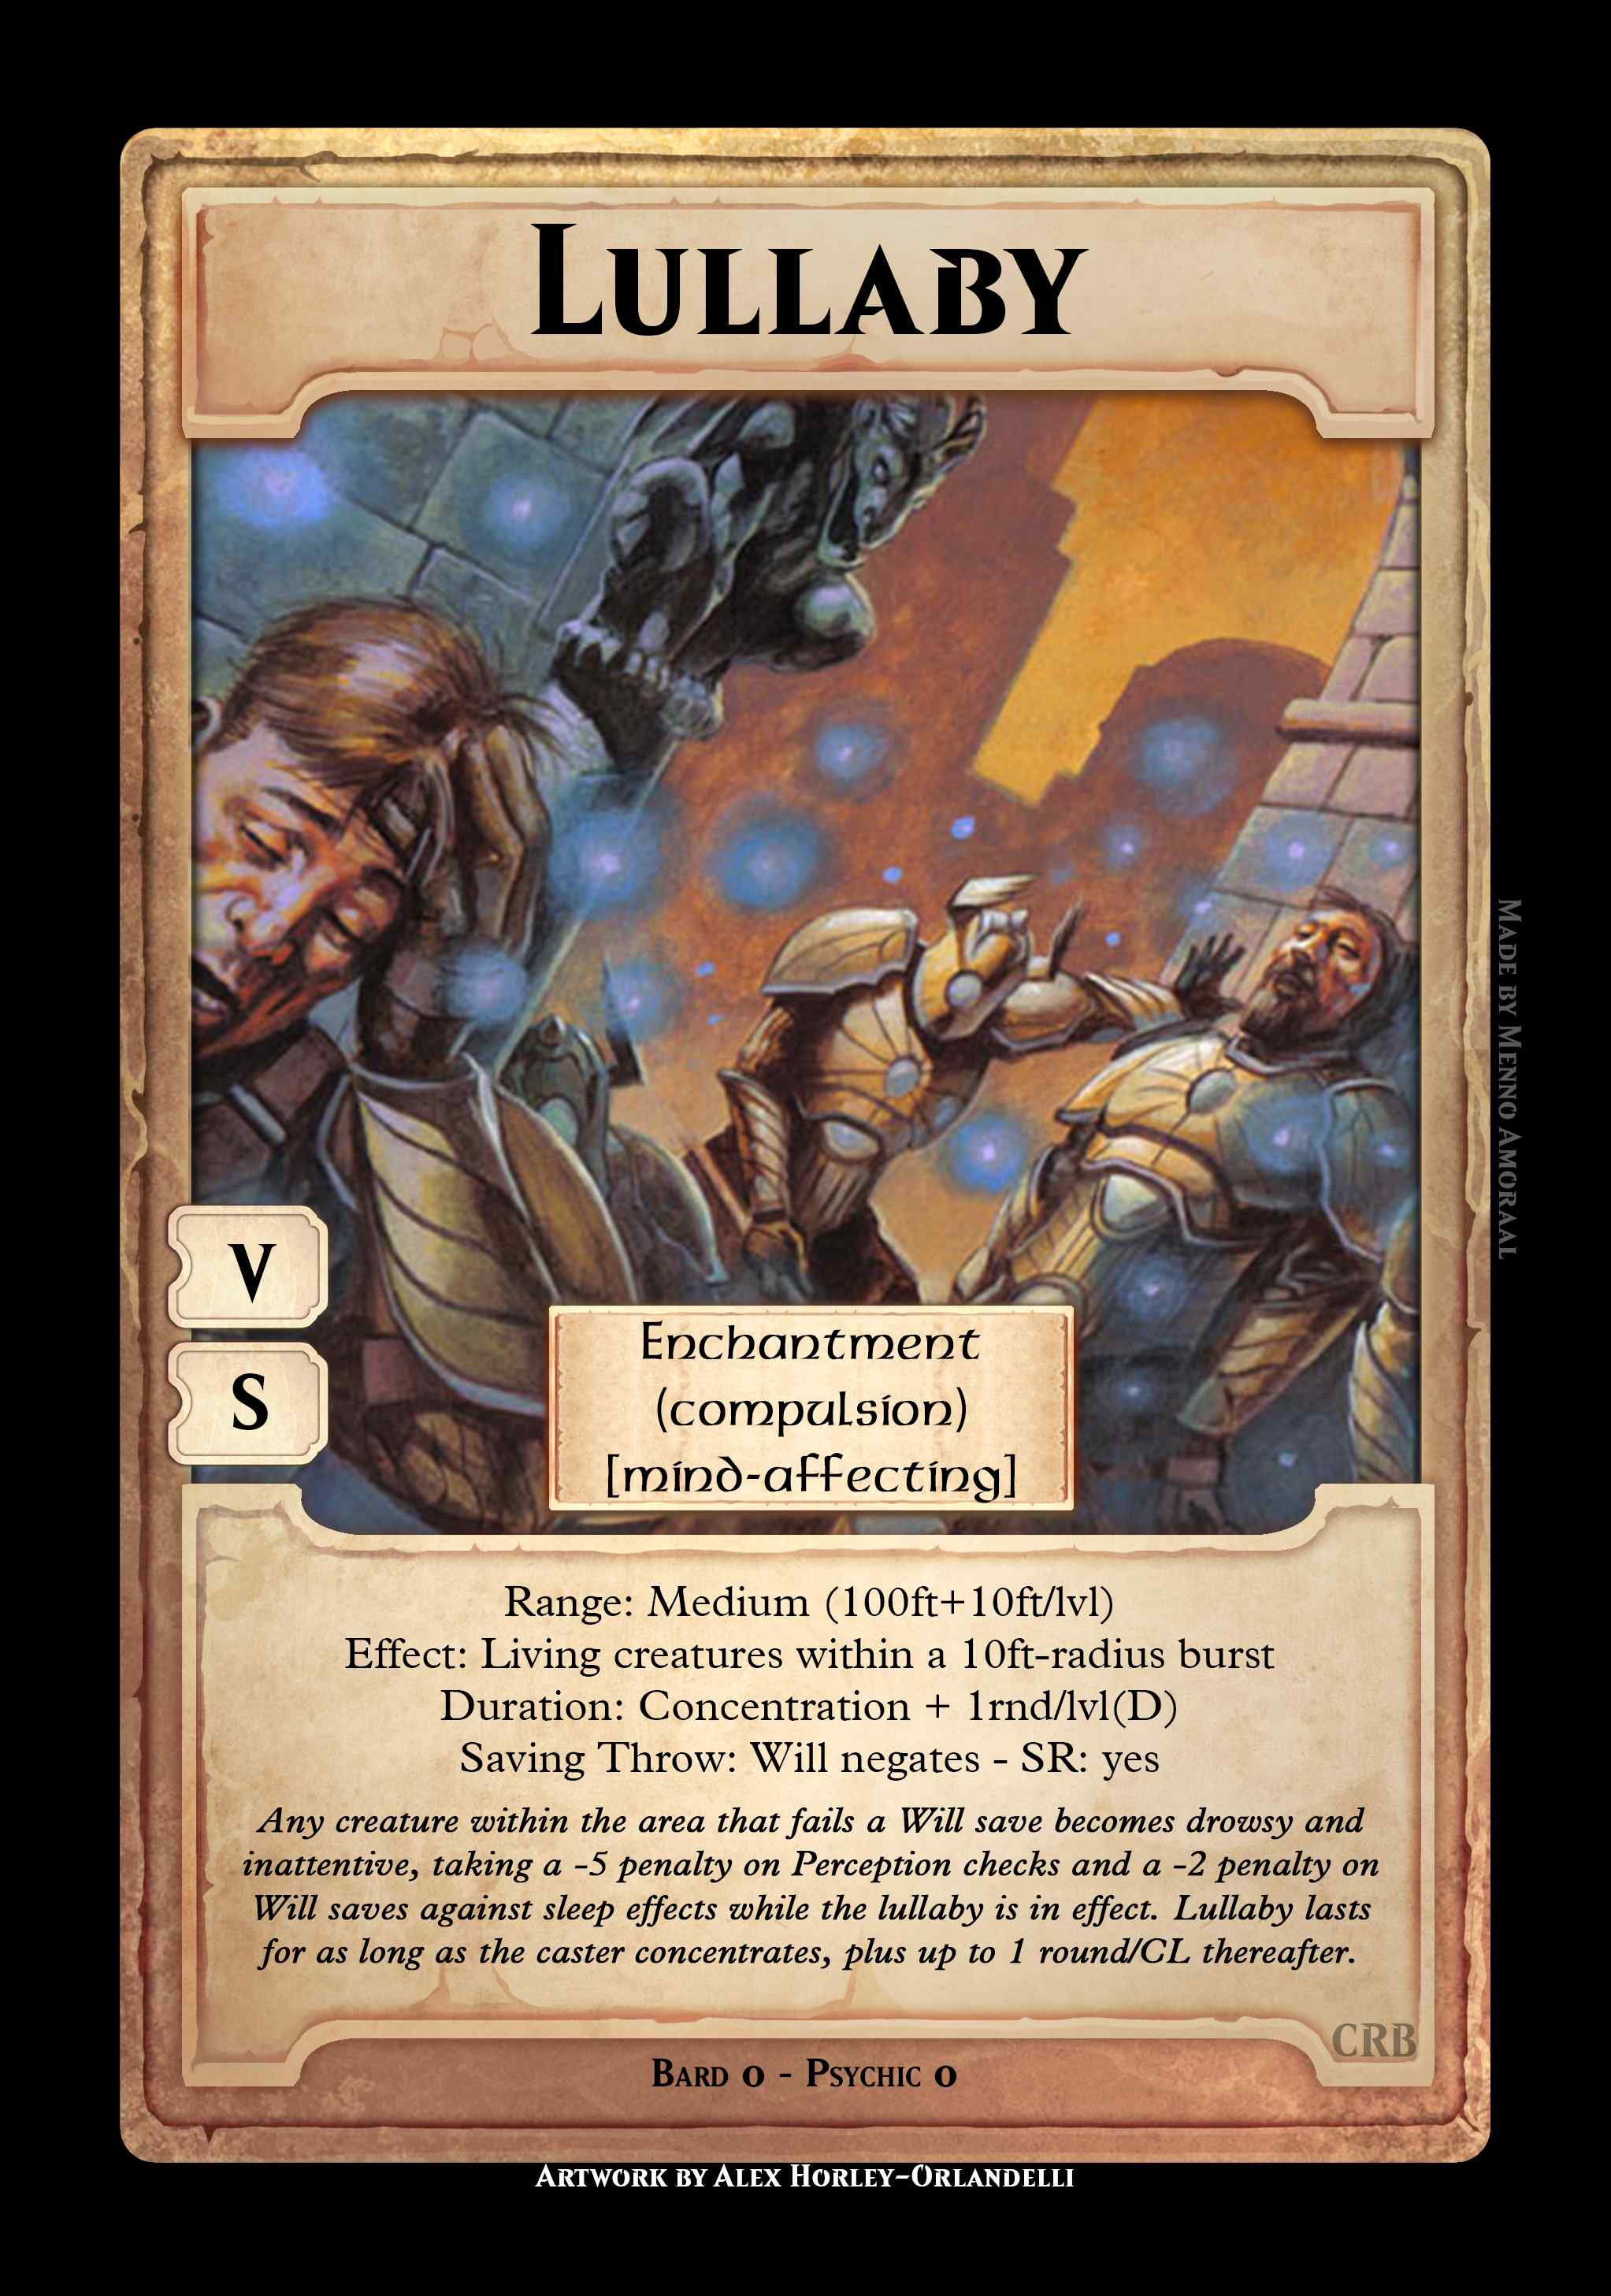 Lullaby
V
S
Enchantment
(compulsion)
[mind-affecting]
Range: Medium (100ft+10ft/lvl)
Effect: Living creatures within a 10ft-radius burst
Duration: Concentration + 1rnd/lvl(D)
Saving Throw: Will negates - SR: yes
Any creature within the area that fails a Will save becomes drowsy and
inattentive, taking a -5 penalty on Perception checks and a -2 penalty on
Will saves against sleep effects while the lullaby is in effect. Lullaby lasts
for as long as the caster concentrates, plus up to 1 round/CL thereafter.
CRB
Bard 0 - Psychic 0
Artwork by Alex Horley-Orlandelli
Made by Menno Amoraal